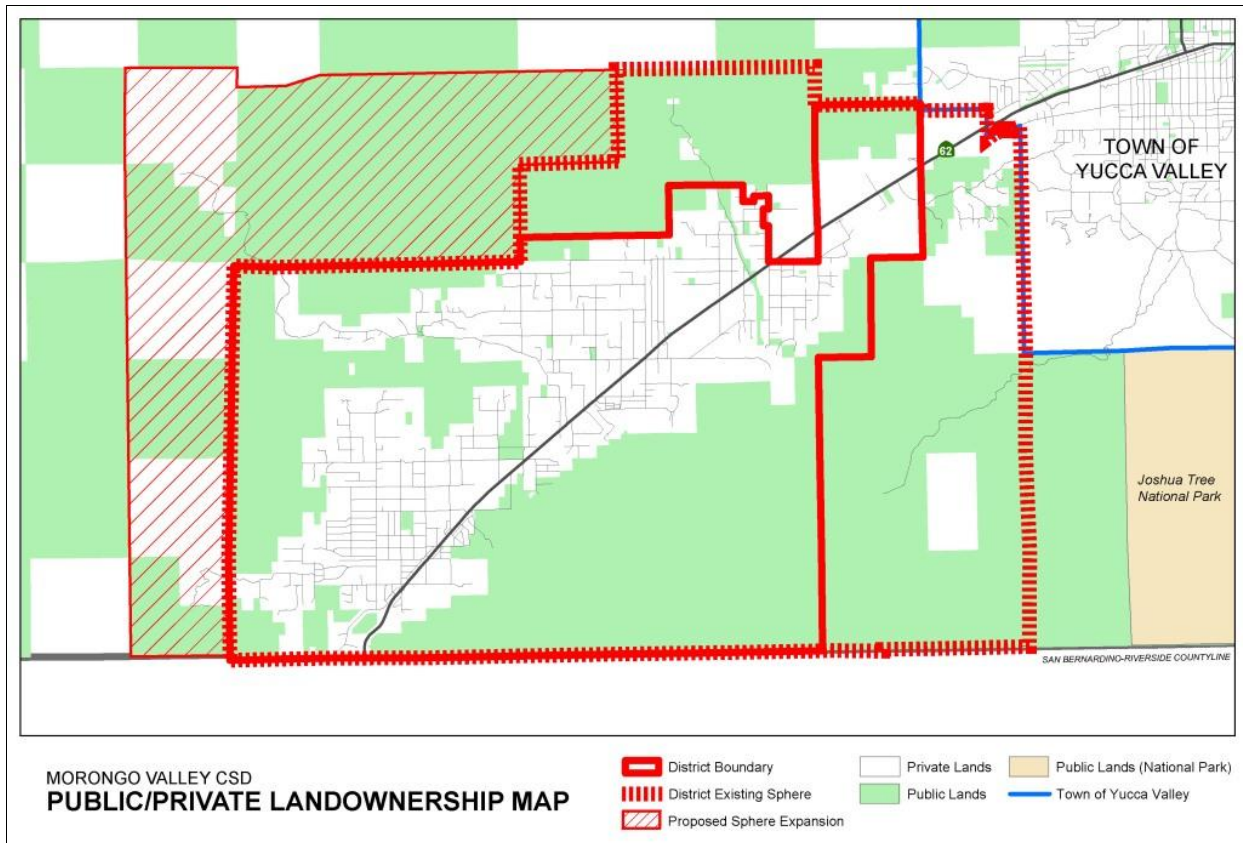 62
TOWN OF
YUCCA VALLEY
Joshua Tree
National Park
SAN BERNARDINO-RIVERSIDE COUNTYLINE
MORONGO VALLEY CSD
PUBLIC/PRIVATE LANDOWNERSHIP MAP
District Boundary
District Existing Sphere
Proposed Sphere Expansion
Private Lands
Public Lands
Public Lands (National Park)
Town of Yucca Valley